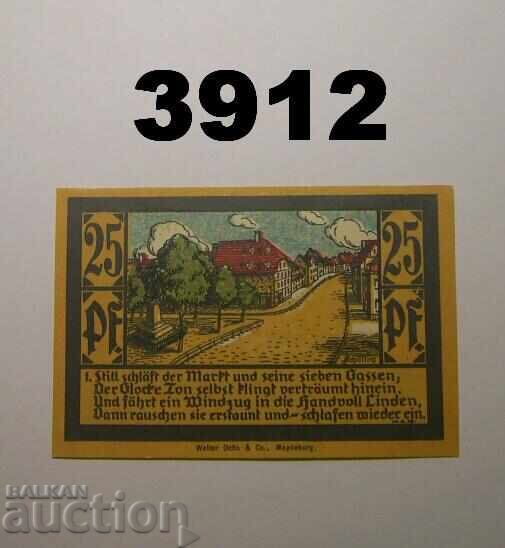 3912
25 Pf.
25 Pf.
1. Still schläft der Markt und seine sieben Gassen,
Der Glocke Ton selbst klingt verträumt hinein.
Und fährt ein Windzug in die Handvoll Linden,
Dann rauschen sie erstaunt und schlafen wieder ein.
Walter Dette & Co., Magdeburg.
BALKAN
auction